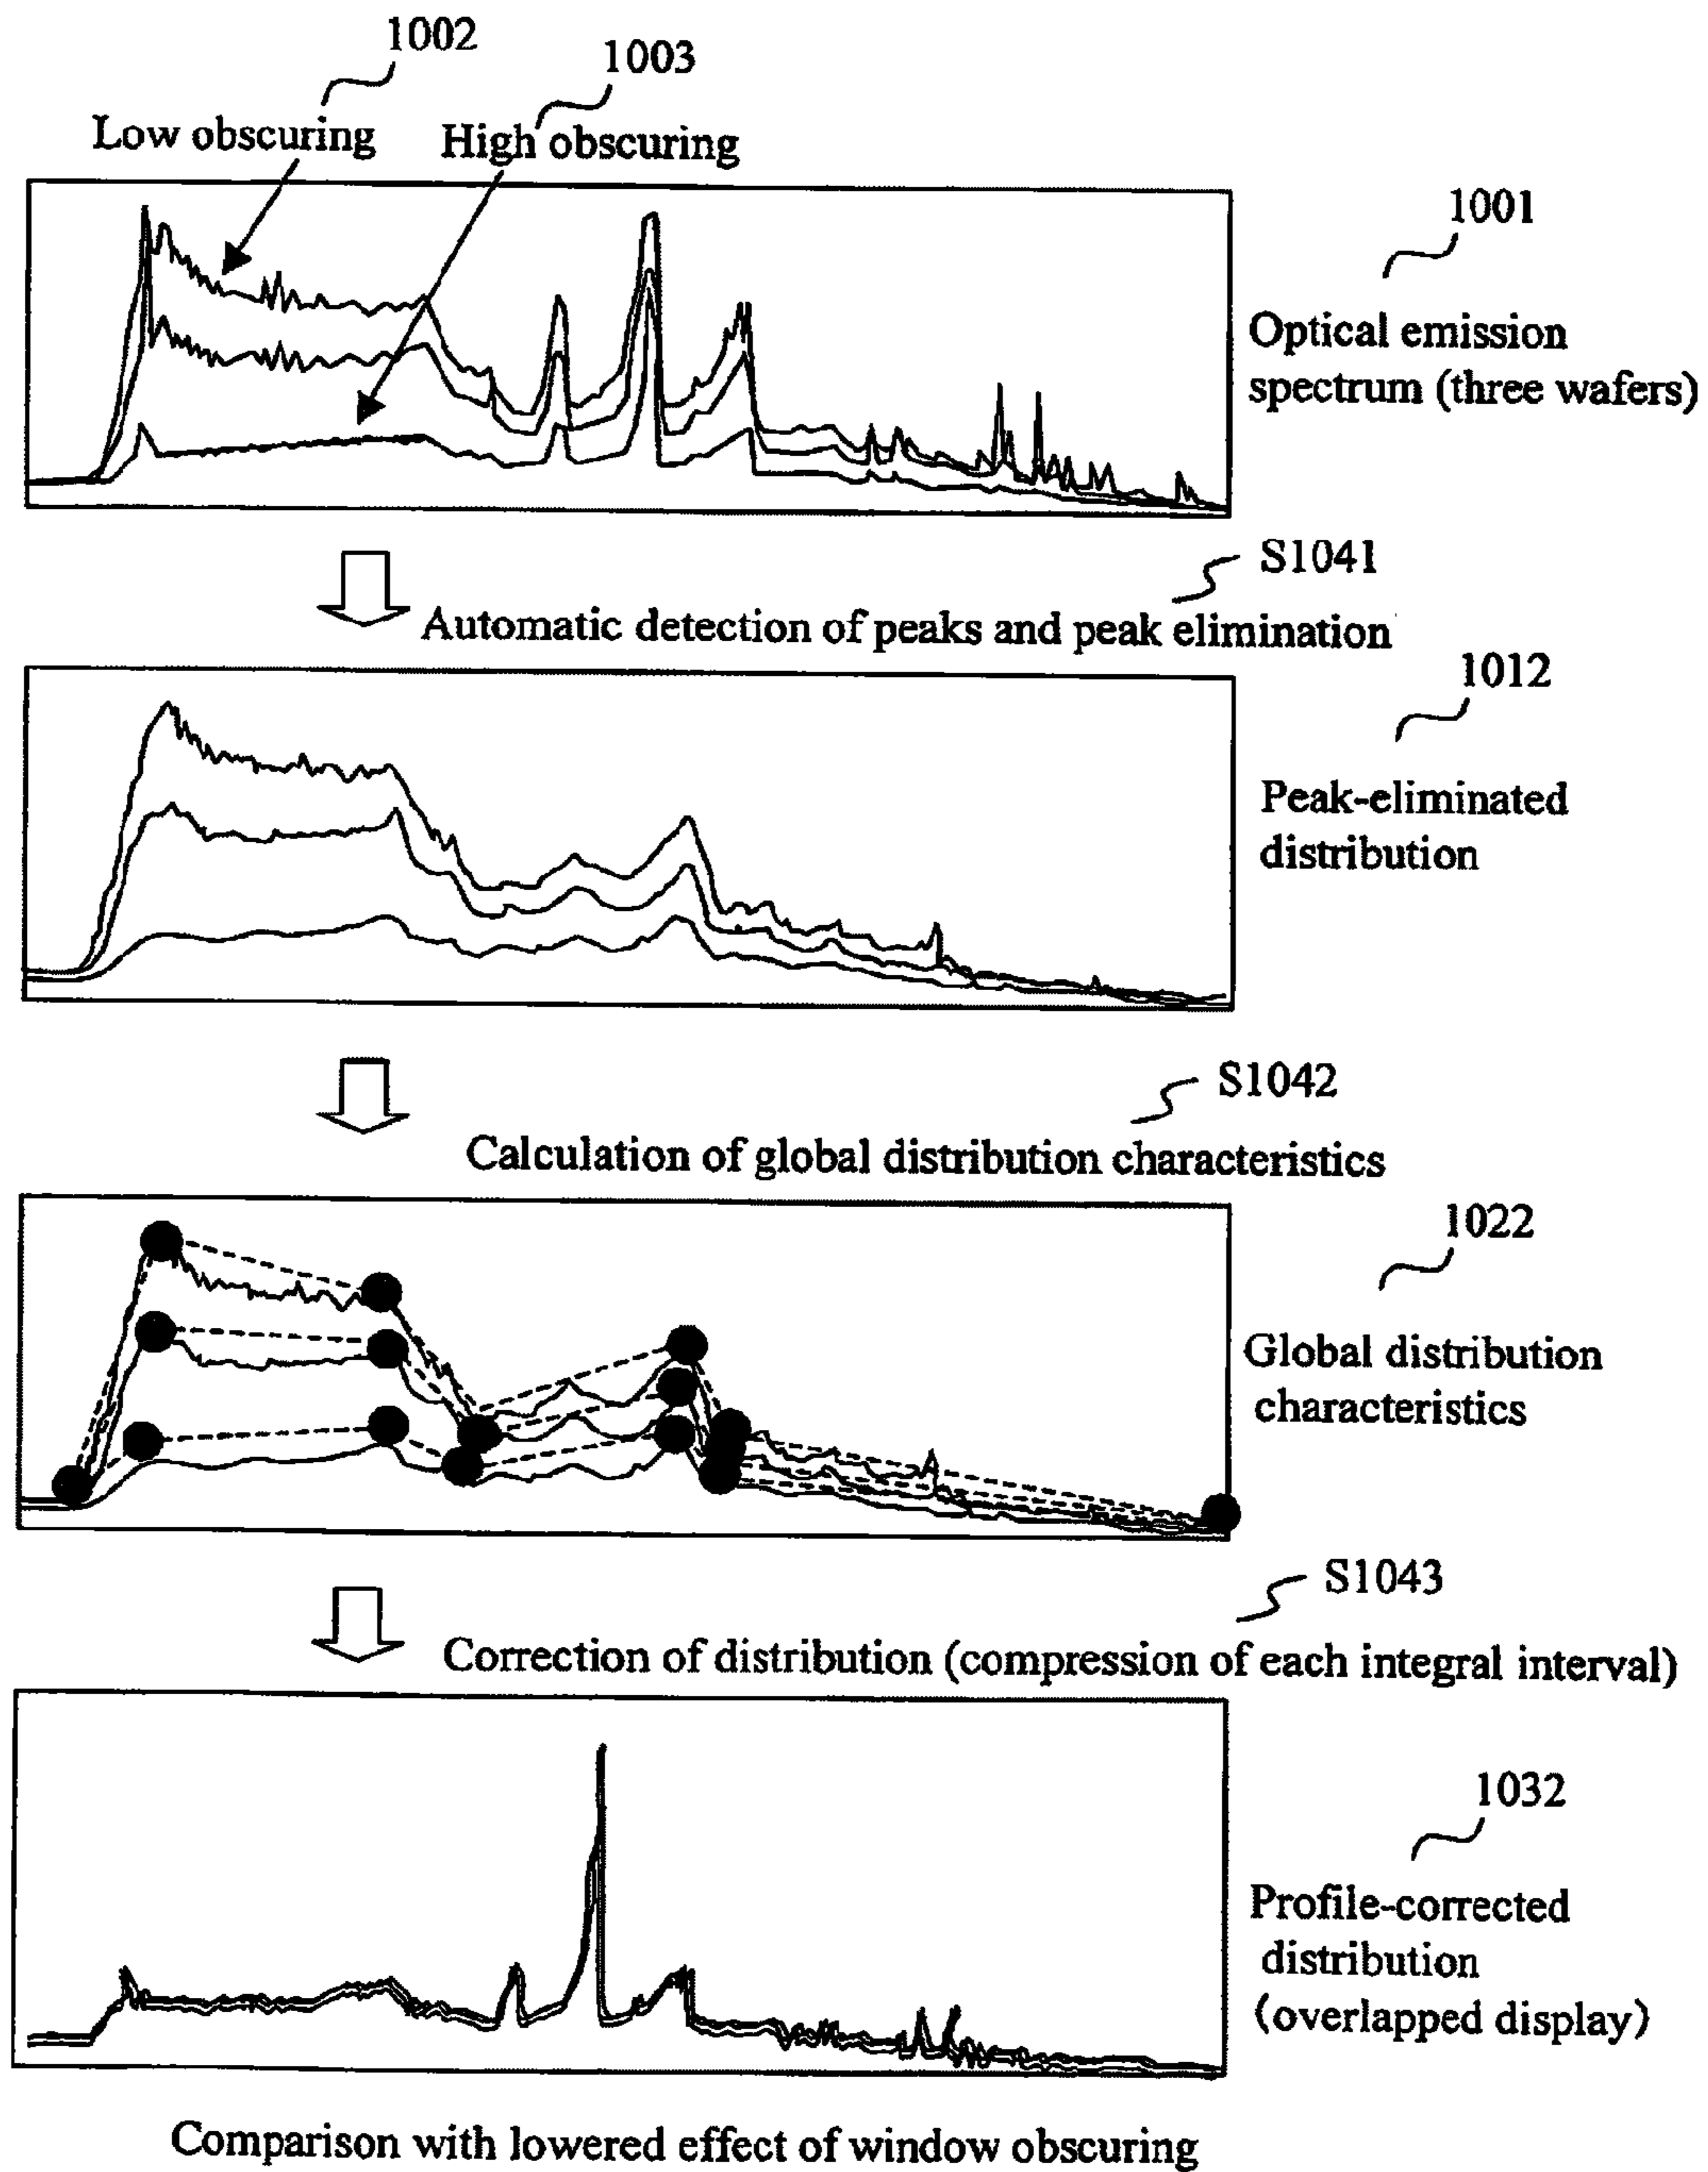 1002
1003
Low obscuring
High obscuring
1001
Optical emission
spectrum (three wafers)
S1041
Automatic detection of peaks and peak elimination
1012
Peak-eliminated
distribution
S1042
Calculation of global distribution characteristics
1022
Global distribution
characteristics
S1043
Correction of distribution (compression of each integral interval)
1032
Profile-corrected
distribution
(overlapped display)
Comparison with lowered effect of window obscuring